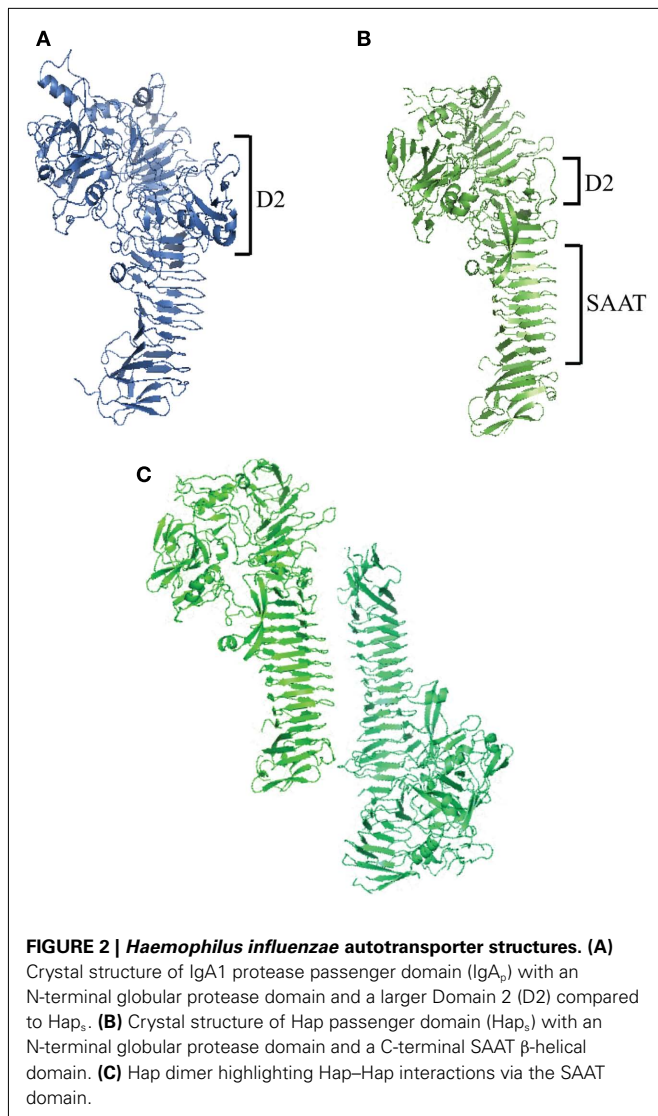 A
B
D2
D2
SAAT
C
FIGURE 2 | Haemophilus influenzae autotransporter structures. (A)
Crystal structure of IgA1 protease passenger domain (IgAp) with an
N-terminal globular protease domain and a larger Domain 2 (D2) compared
to Haps. (B) Crystal structure of Hap passenger domain (Haps) with an
N-terminal globular protease domain and a C-terminal SAAT β-helical
domain. (C) Hap dimer highlighting Hap–Hap interactions via the SAAT
domain.